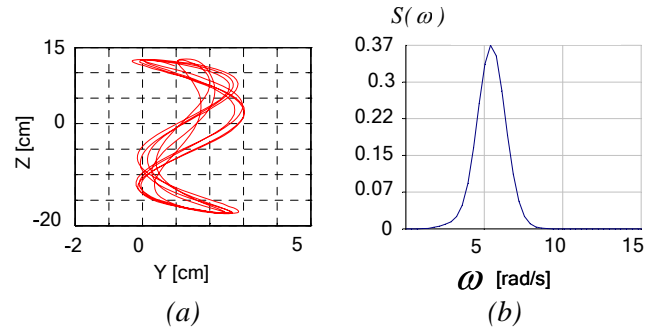 S(ω)
15
0
-20
Z [cm]
-2
0
5
Y [cm]
(a)
0.37
0.3
0.22
0.15
0.07
0
5
10
15
ω [rad/s]
(b)